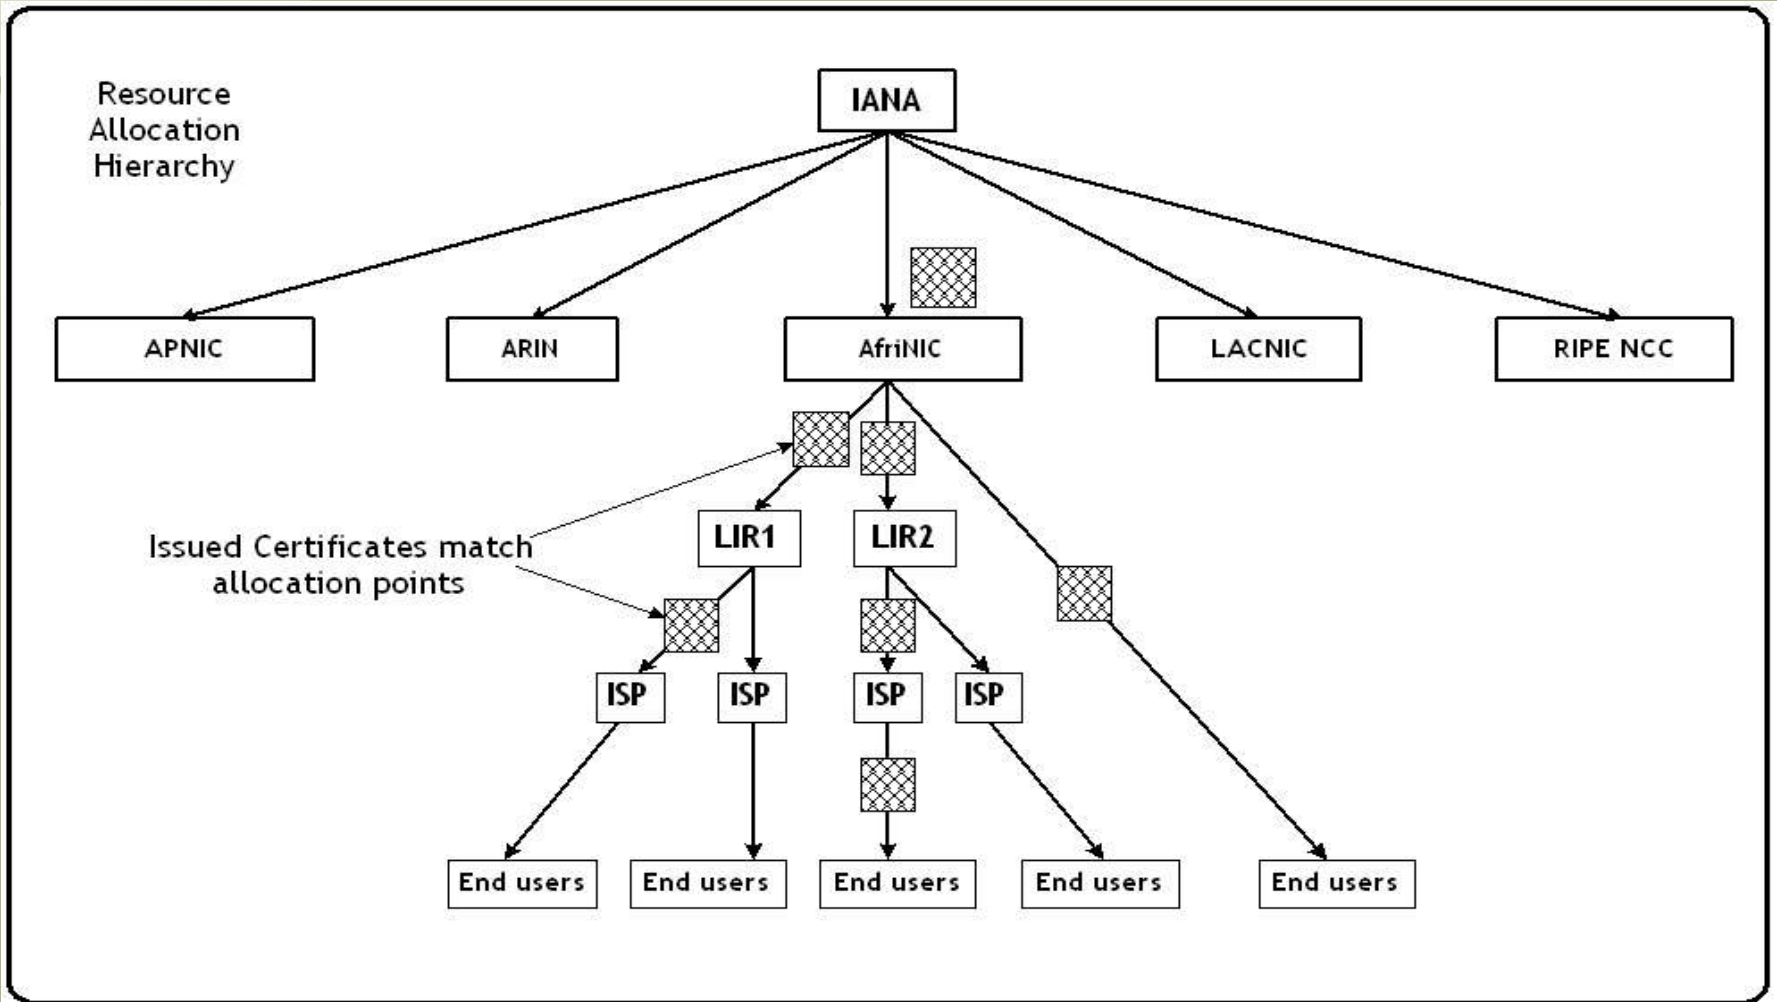 Resource
Allocation
Hierarchy
IANA
APNIC
ARIN
AfriNIC
LACNIC
RIPE NCC
Issued Certificates match
allocation points
LIR1
LIR2
ISP
ISP
ISP
ISP
End users
End users
End users
End users
End users